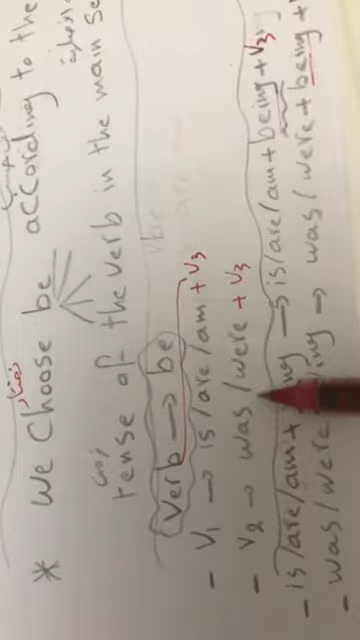 * We choose be according to the
tense of the verb in the main se
Verb → be
- V1 → is/are/am + V3
- V2 → was/were + V3
- is/are/am + ing → is/are/am + being + V3
- was/were ing → was/were + being +